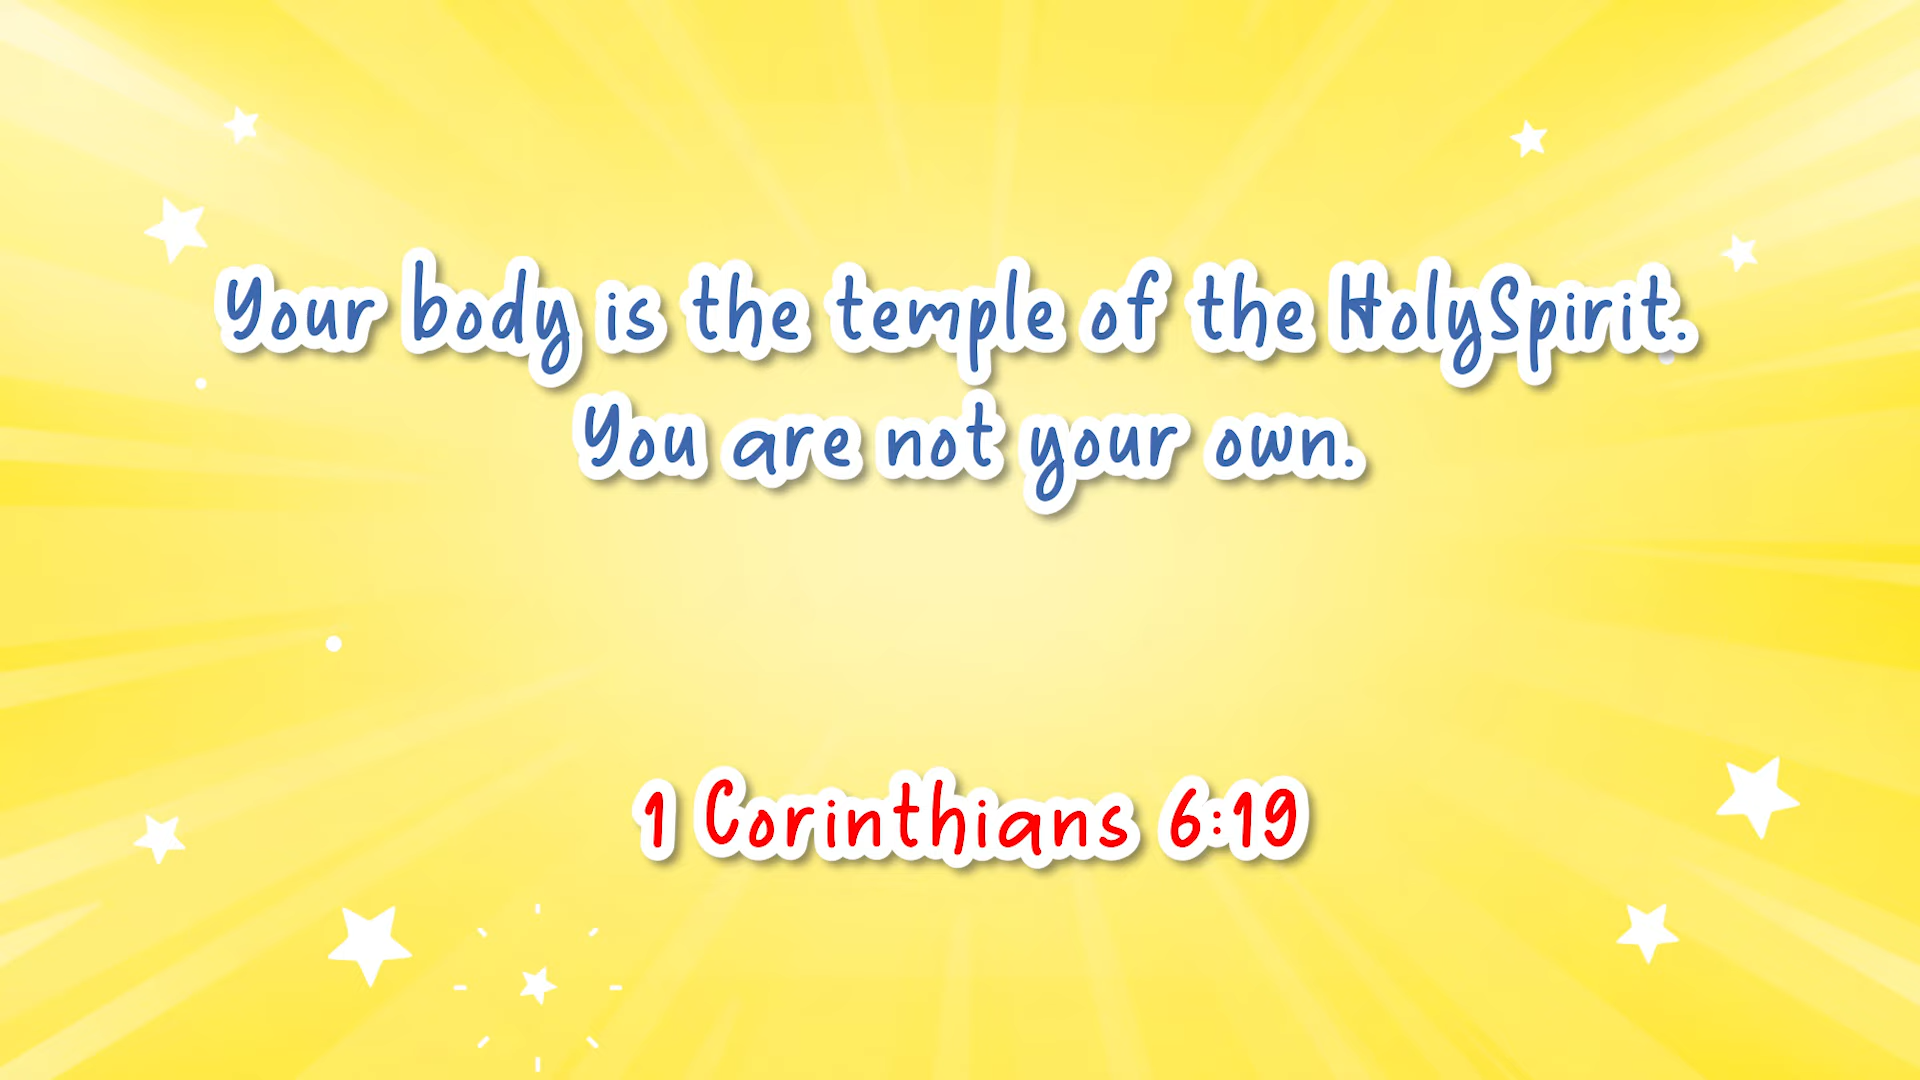 Your body is the temple of the HolySpirit.
You are not your own.
1 Corinthians 6:19